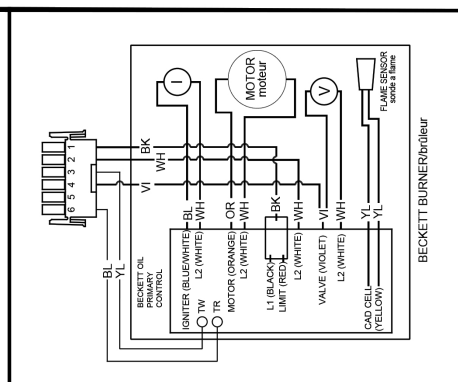 MOTOR
moteur
I
V
FLAME SENSOR
sonde a flame
1
2
3
4
5
6
BK
WH
VI
BL
YL
BL
WH
OR
WH
BK
WH
VI
WH
YL
YL
BECKETT OIL
PRIMARY
CONTROL
IGNITER (BLUE/WHITE)
L2 (WHITE)
TW
TR
MOTOR (ORANGE)
L2 (WHITE)
L1 (BLACK)
LIMIT (RED)
L2 (WHITE)
VALVE (VIOLET)
L2 (WHITE)
CAD CELL
(YELLOW)
BECKETT BURNER/brûleur